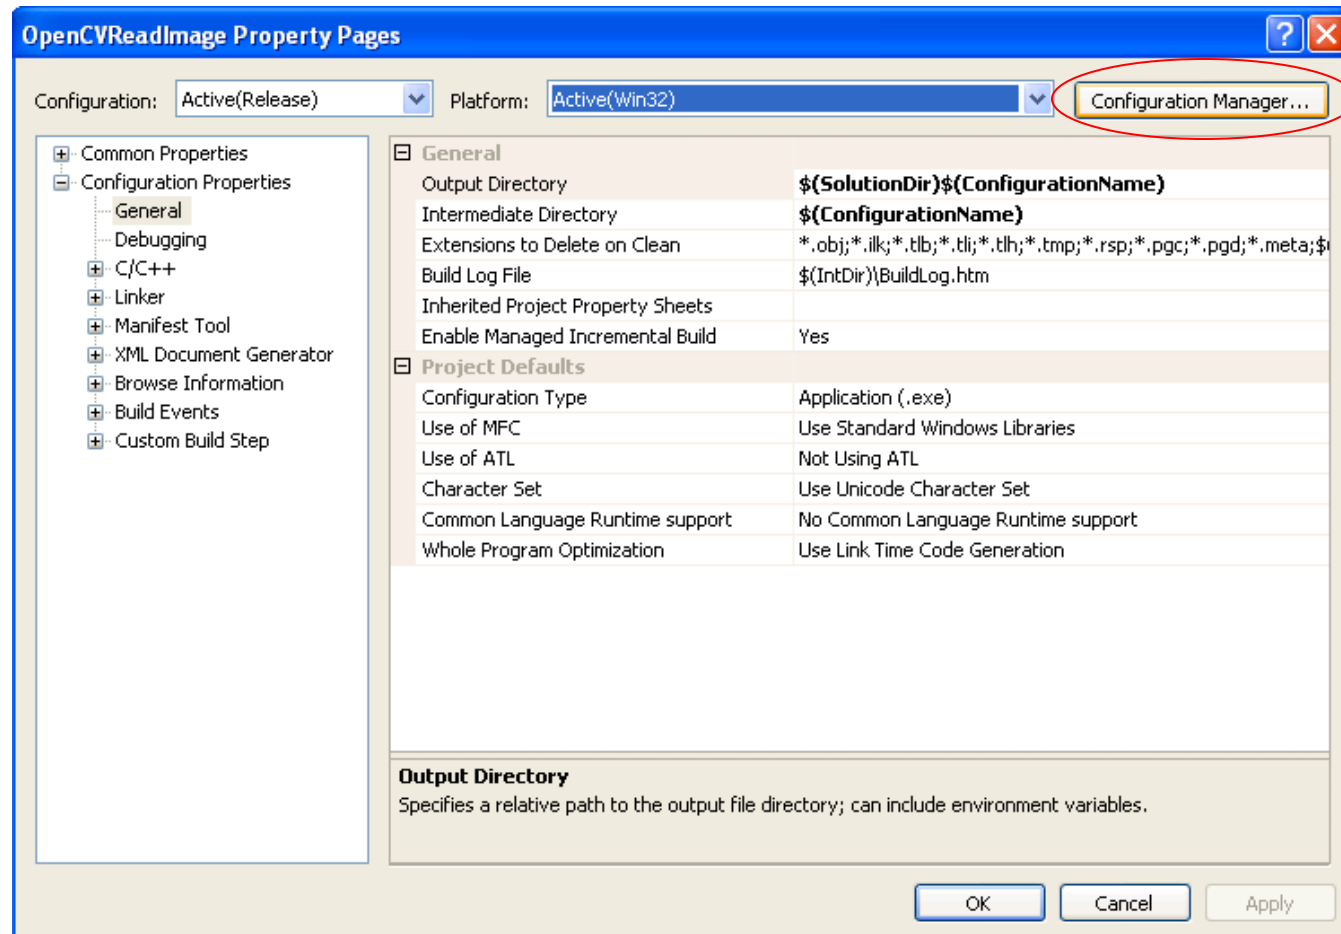 OpenCVReadImage Property Pages
Configuration: Active(Release) Platform: Active(Win32) Configuration Manager...
Common Properties
Configuration Properties
General
Debugging
C/C++
Linker
Manifest Tool
XML Document Generator
Browse Information
Build Events
Custom Build Step
General
Output Directory $(SolutionDir)$(ConfigurationName)
Intermediate Directory $(ConfigurationName)
Extensions to Delete on Clean *.obj;*.ilk;*.tlb;*.tli;*.tlh;*.tmp;*.rsp;*.pgc;*.pgd;*.meta;$(
Build Log File $(IntDir)\BuildLog.htm
Inherited Project Property Sheets
Enable Managed Incremental Build Yes
Project Defaults
Configuration Type Application (.exe)
Use of MFC Use Standard Windows Libraries
Use of ATL Not Using ATL
Character Set Use Unicode Character Set
Common Language Runtime support No Common Language Runtime support
Whole Program Optimization Use Link Time Code Generation
Output Directory
Specifies a relative path to the output file directory; can include environment variables.
OK Cancel Apply